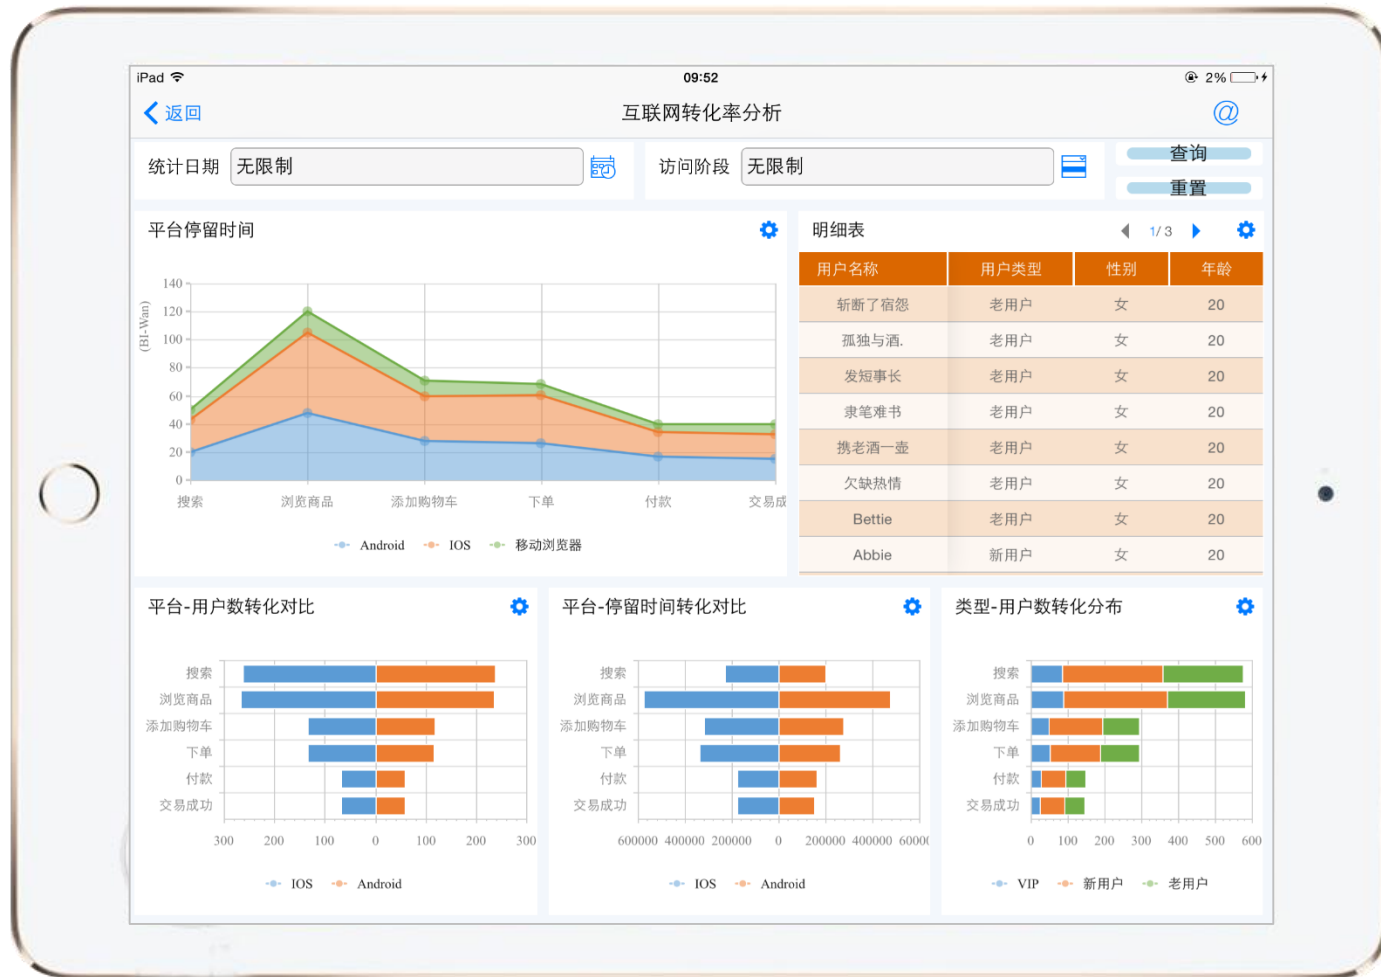 iPad 09:52 2%
返回 互联网转化率分析 @
统计日期 无限制 访问阶段 无限制 查询
重置
平台停留时间
(BI-Wan)
140
120
100
80
60
40
20
0
搜索 浏览商品 添加购物车 下单 付款 交易成
Android IOS 移动浏览器
明细表 1/ 3
用户名称 用户类型 性别 年龄
斩断了宿怨 老用户 女 20
孤独与酒. 老用户 女 20
发短事长 老用户 女 20
隶笔难书 老用户 女 20
携老酒一壶 老用户 女 20
欠缺热情 老用户 女 20
Bettie 老用户 女 20
Abbie 新用户 女 20
平台-用户数转化对比
搜索
浏览商品
添加购物车
下单
付款
交易成功
300 200 100 0 100 200 300
IOS Android
平台-停留时间转化对比
搜索
浏览商品
添加购物车
下单
付款
交易成功
600000 400000 200000 0 200000 400000 60000
IOS Android
类型-用户数转化分布
搜索
浏览商品
添加购物车
下单
付款
交易成功
0 100 200 300 400 500 600
VIP 新用户 老用户